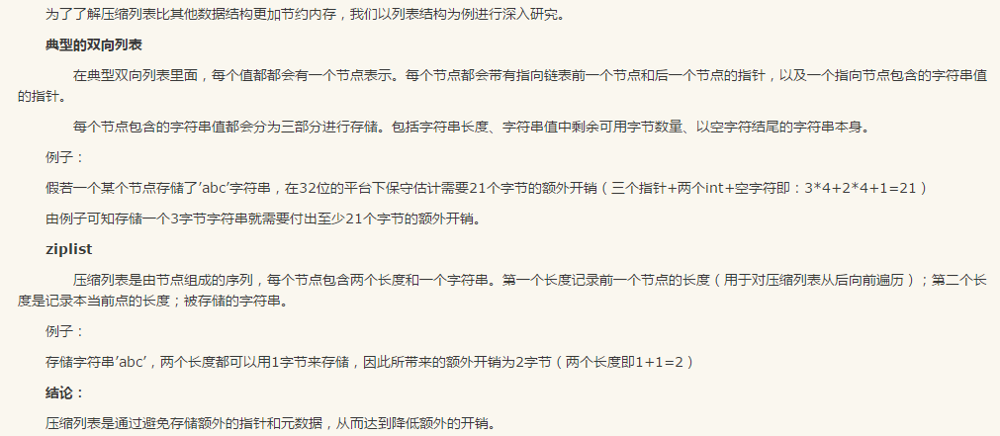 为了了解压缩列表比其他数据结构更加节约内存，我们以列表结构为例进行深入研究。
典型的双向列表
在典型双向列表里面，每个值都都会有一个节点表示。每个节点都会带有指向链表前一个节点和后一个节点的指针，以及一个指向节点包含的字符串值
的指针。
每个节点包含的字符串值都会分为三部分进行存储。包括字符串长度、字符串值中剩余可用字节数量、以空字符结尾的字符串本身。
例子：
假若一个某个节点存储了’abc’字符串，在32位的平台下保守估计需要21个字节的额外开销（三个指针+两个int+空字符即：3*4+2*4+1=21）
由例子可知存储一个3字节字符串就需要付出至少21个字节的额外开销。
ziplist
压缩列表是由节点组成的序列，每个节点包含两个长度和一个字符串。第一个长度记录前一个节点的长度（用于对压缩列表从后向前遍历）；第二个长
度是记录本当前点的长度；被存储的字符串。
例子：
存储字符串’abc’，两个长度都可以用1字节来存储，因此所带来的额外开销为2字节（两个长度即1+1=2）
结论：
压缩列表是通过避免存储额外的指针和元数据，从而达到降低额外的开销。